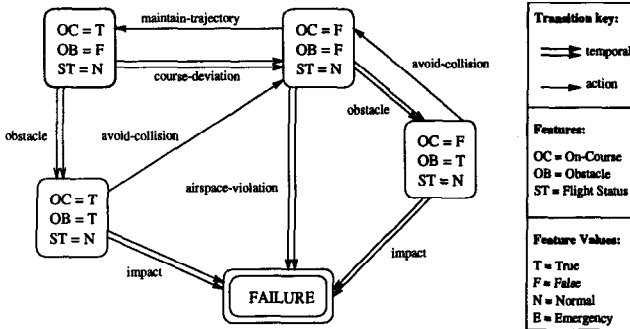 maintain-trajectory
OC = T
OB = F
ST = N
OC = F
OB = F
ST = N
course-deviation
avoid-collision
obstacle
obstacle
avoid-collision
OC = F
OB = T
ST = N
OC = T
OB = T
ST = N
airspace-violation
impact
impact
FAILURE
Transition key:
temporal
action
Features:
OC = On-Course
OB = Obstacle
ST = Flight Status
Feature Values:
T = True
F = False
N = Normal
E = Emergency